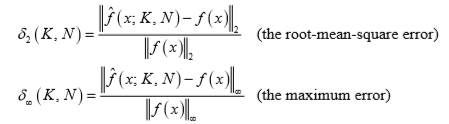 δ₂(K, N) = ‖f̂(x; K, N) − f(x)‖₂ / ‖f(x)‖₂ (the root-mean-square error)
δ∞(K, N) = ‖f̂(x; K, N) − f(x)‖∞ / ‖f(x)‖∞ (the maximum error)